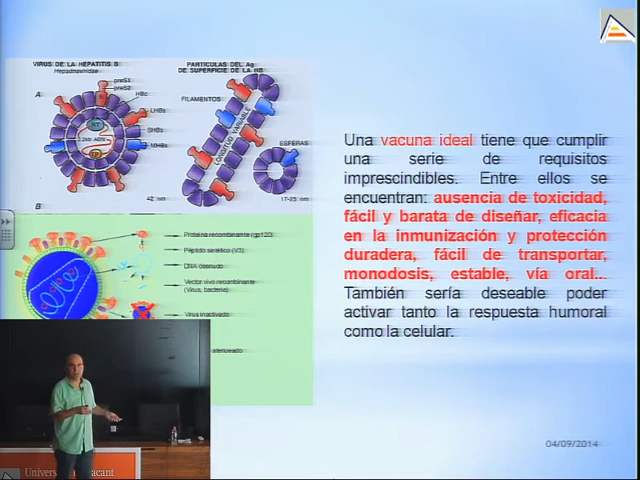 VIRUS DE LA HEPATITIS B
Hepadnaviridae
PARTICULAS DEL Ag
DE SUPERFICIE DE LA HB
A
preS1
preS2
HBc
LHBs
SHBs
MHBs
42 nm
FILAMENTOS
LONGITUD VARIABLE
ESFERAS
17-25 nm
B
Proteína recombinante (gp120)
Péptido sintético (V3)
DNA desnudo
Vector vivo recombinante
(Virus, bacteria)
Virus inactivado
atenuado
Una vacuna ideal tiene que cumplir
una serie de requisitos
imprescindibles. Entre ellos se
encuentran: ausencia de toxicidad,
fácil y barata de diseñar, eficacia
en la inmunización y protección
duradera, fácil de transportar,
monodosis, estable, vía oral...
También sería deseable poder
activar tanto la respuesta humoral
como la celular.
04/09/2014